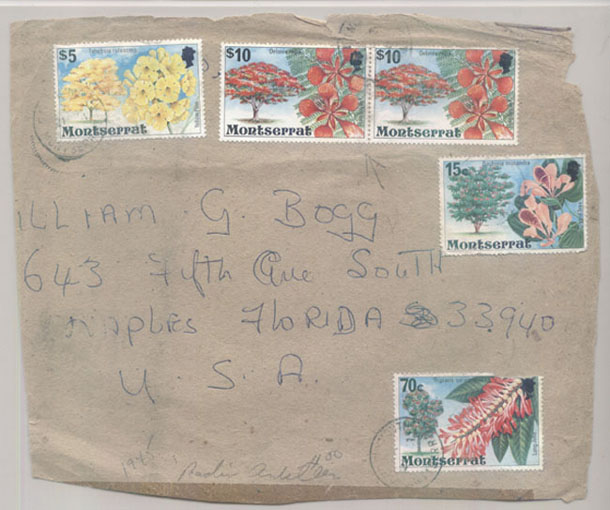 $5
Montserrat
$10
Montserrat
$10
Montserrat
15c
Montserrat
ILLIAM G. BOGG
643 Fifth Ave South
NAPLES FLORIDA 33940
U. S. A.
70c
Montserrat